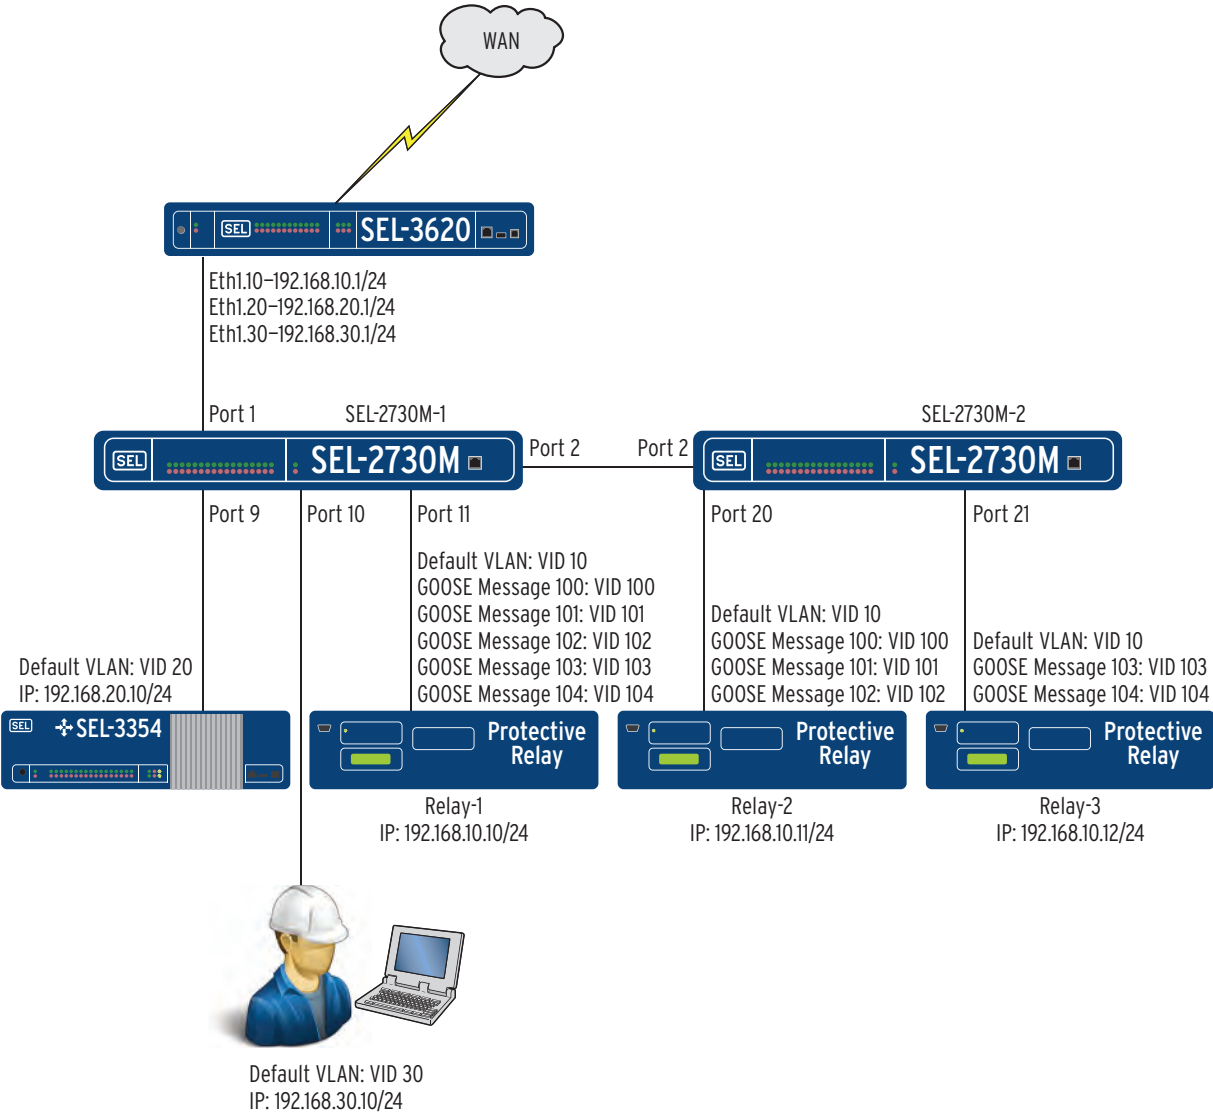 WAN
SEL
SEL-3620
Eth1.10–192.168.10.1/24
Eth1.20–192.168.20.1/24
Eth1.30–192.168.30.1/24
Port 1
SEL-2730M-1
SEL-2730M-2
SEL
SEL-2730M
Port 2
Port 2
SEL
SEL-2730M
Port 9
Port 10
Port 11
Port 20
Port 21
Default VLAN: VID 10
GOOSE Message 100: VID 100
GOOSE Message 101: VID 101
GOOSE Message 102: VID 102
GOOSE Message 103: VID 103
GOOSE Message 104: VID 104
Default VLAN: VID 10
GOOSE Message 100: VID 100
GOOSE Message 101: VID 101
GOOSE Message 102: VID 102
Default VLAN: VID 10
GOOSE Message 103: VID 103
GOOSE Message 104: VID 104
Default VLAN: VID 20
IP: 192.168.20.10/24
SEL
SEL-3354
Protective
Relay
Protective
Relay
Protective
Relay
Relay-1
IP: 192.168.10.10/24
Relay-2
IP: 192.168.10.11/24
Relay-3
IP: 192.168.10.12/24
Default VLAN: VID 30
IP: 192.168.30.10/24